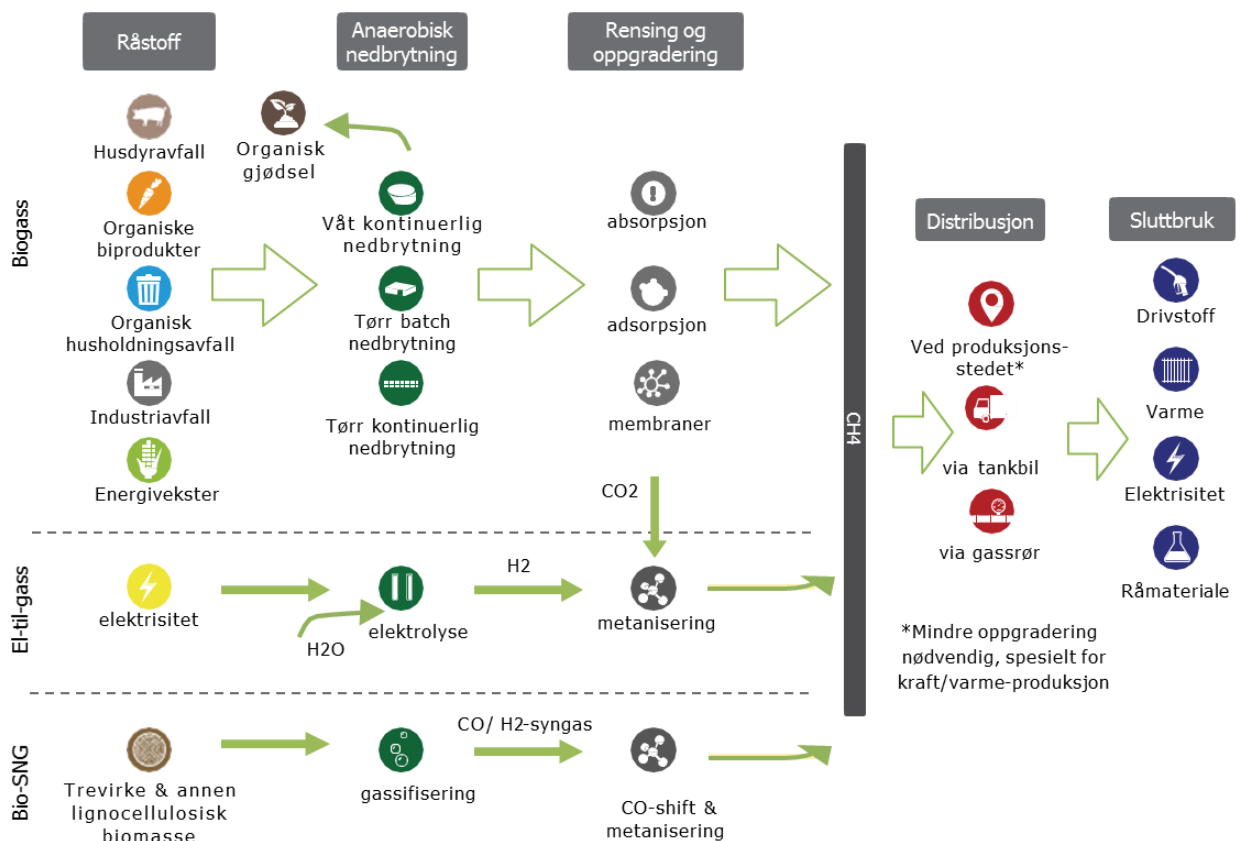 Råstoff
Anaerobisk
nedbrytning
Rensing og
oppgradering
Biogass
Husdyravfall
Organisk
gjødsel
Organiske
biprodukter
Organisk
husholdningsavfall
Industriavfall
Energivekster
Våt kontinuerlig
nedbrytning
Tørr batch
nedbrytning
Tørr kontinuerlig
nedbrytning
absorpsjon
adsorpsjon
membraner
CO2
CH4
Distribusjon
Ved produksjons-
stedet*
via tankbil
via gassrør
*Mindre oppgradering
nødvendig, spesielt for
kraft/varme-produksjon
Sluttbruk
Drivstoff
Varme
Elektrisitet
Råmateriale
El-til-gass
elektrisitet
H2O
elektrolyse
H2
metanisering
Bio-SNG
Trevirke & annen
lignocellulosisk
biomasse
gassifisering
CO/ H2-syngas
CO-shift &
metanisering